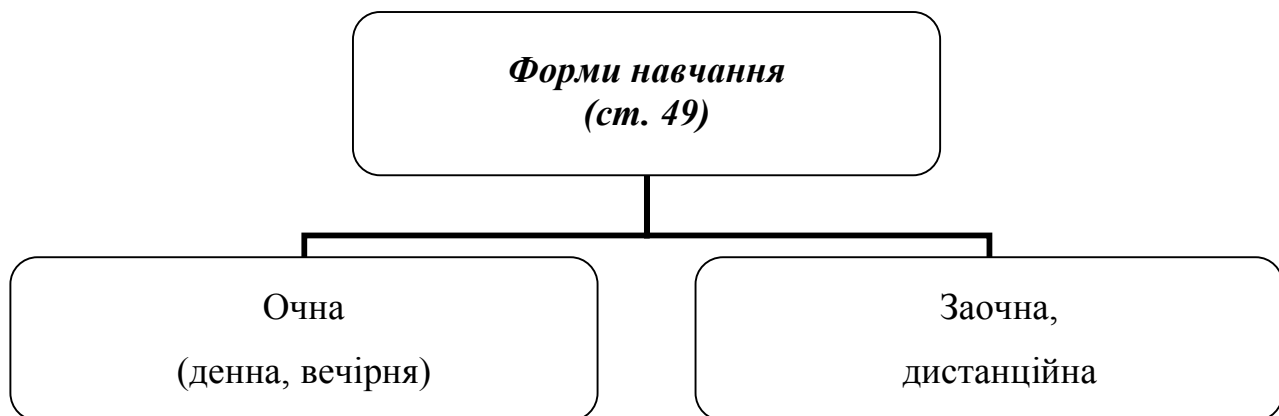 Форми навчання
(ст. 49)
Очна
(денна, вечірня)
Заочна,
дистанційна